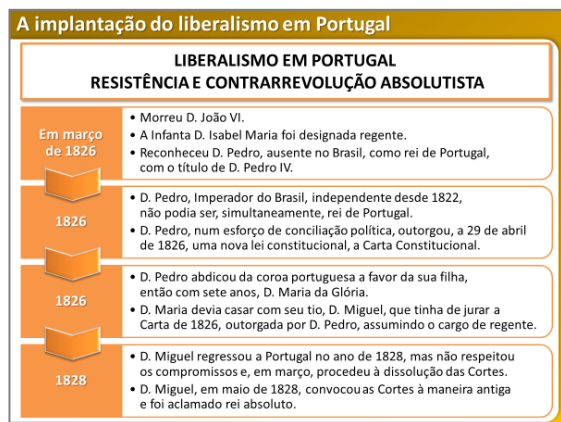 A implantação do liberalismo em Portugal
LIBERALISMO EM PORTUGAL
RESISTÊNCIA E CONTRARREVOLUÇÃO ABSOLUTISTA
Em março
de 1826
• Morreu D. João VI.
• A Infanta D. Isabel Maria foi designada regente.
• Reconheceu D. Pedro, ausente no Brasil, como rei de Portugal,
com o título de D. Pedro IV.
1826
• D. Pedro, Imperador do Brasil, independente desde 1822,
não podia ser, simultaneamente, rei de Portugal.
• D. Pedro, num esforço de conciliação política, outorgou, a 29 de abril
de 1826, uma nova lei constitucional, a Carta Constitucional.
1826
• D. Pedro abdicou da coroa portuguesa a favor da sua filha,
então com sete anos, D. Maria da Glória.
• D. Maria devia casar com seu tio, D. Miguel, que tinha de jurar a
Carta de 1826, outorgada por D. Pedro, assumindo o cargo de regente.
1828
• D. Miguel regressou a Portugal no ano de 1828, mas não respeitou
os compromissos e, em março, procedeu à dissolução das Cortes.
• D. Miguel, em maio de 1828, convocou as Cortes à maneira antiga
e foi aclamado rei absoluto.